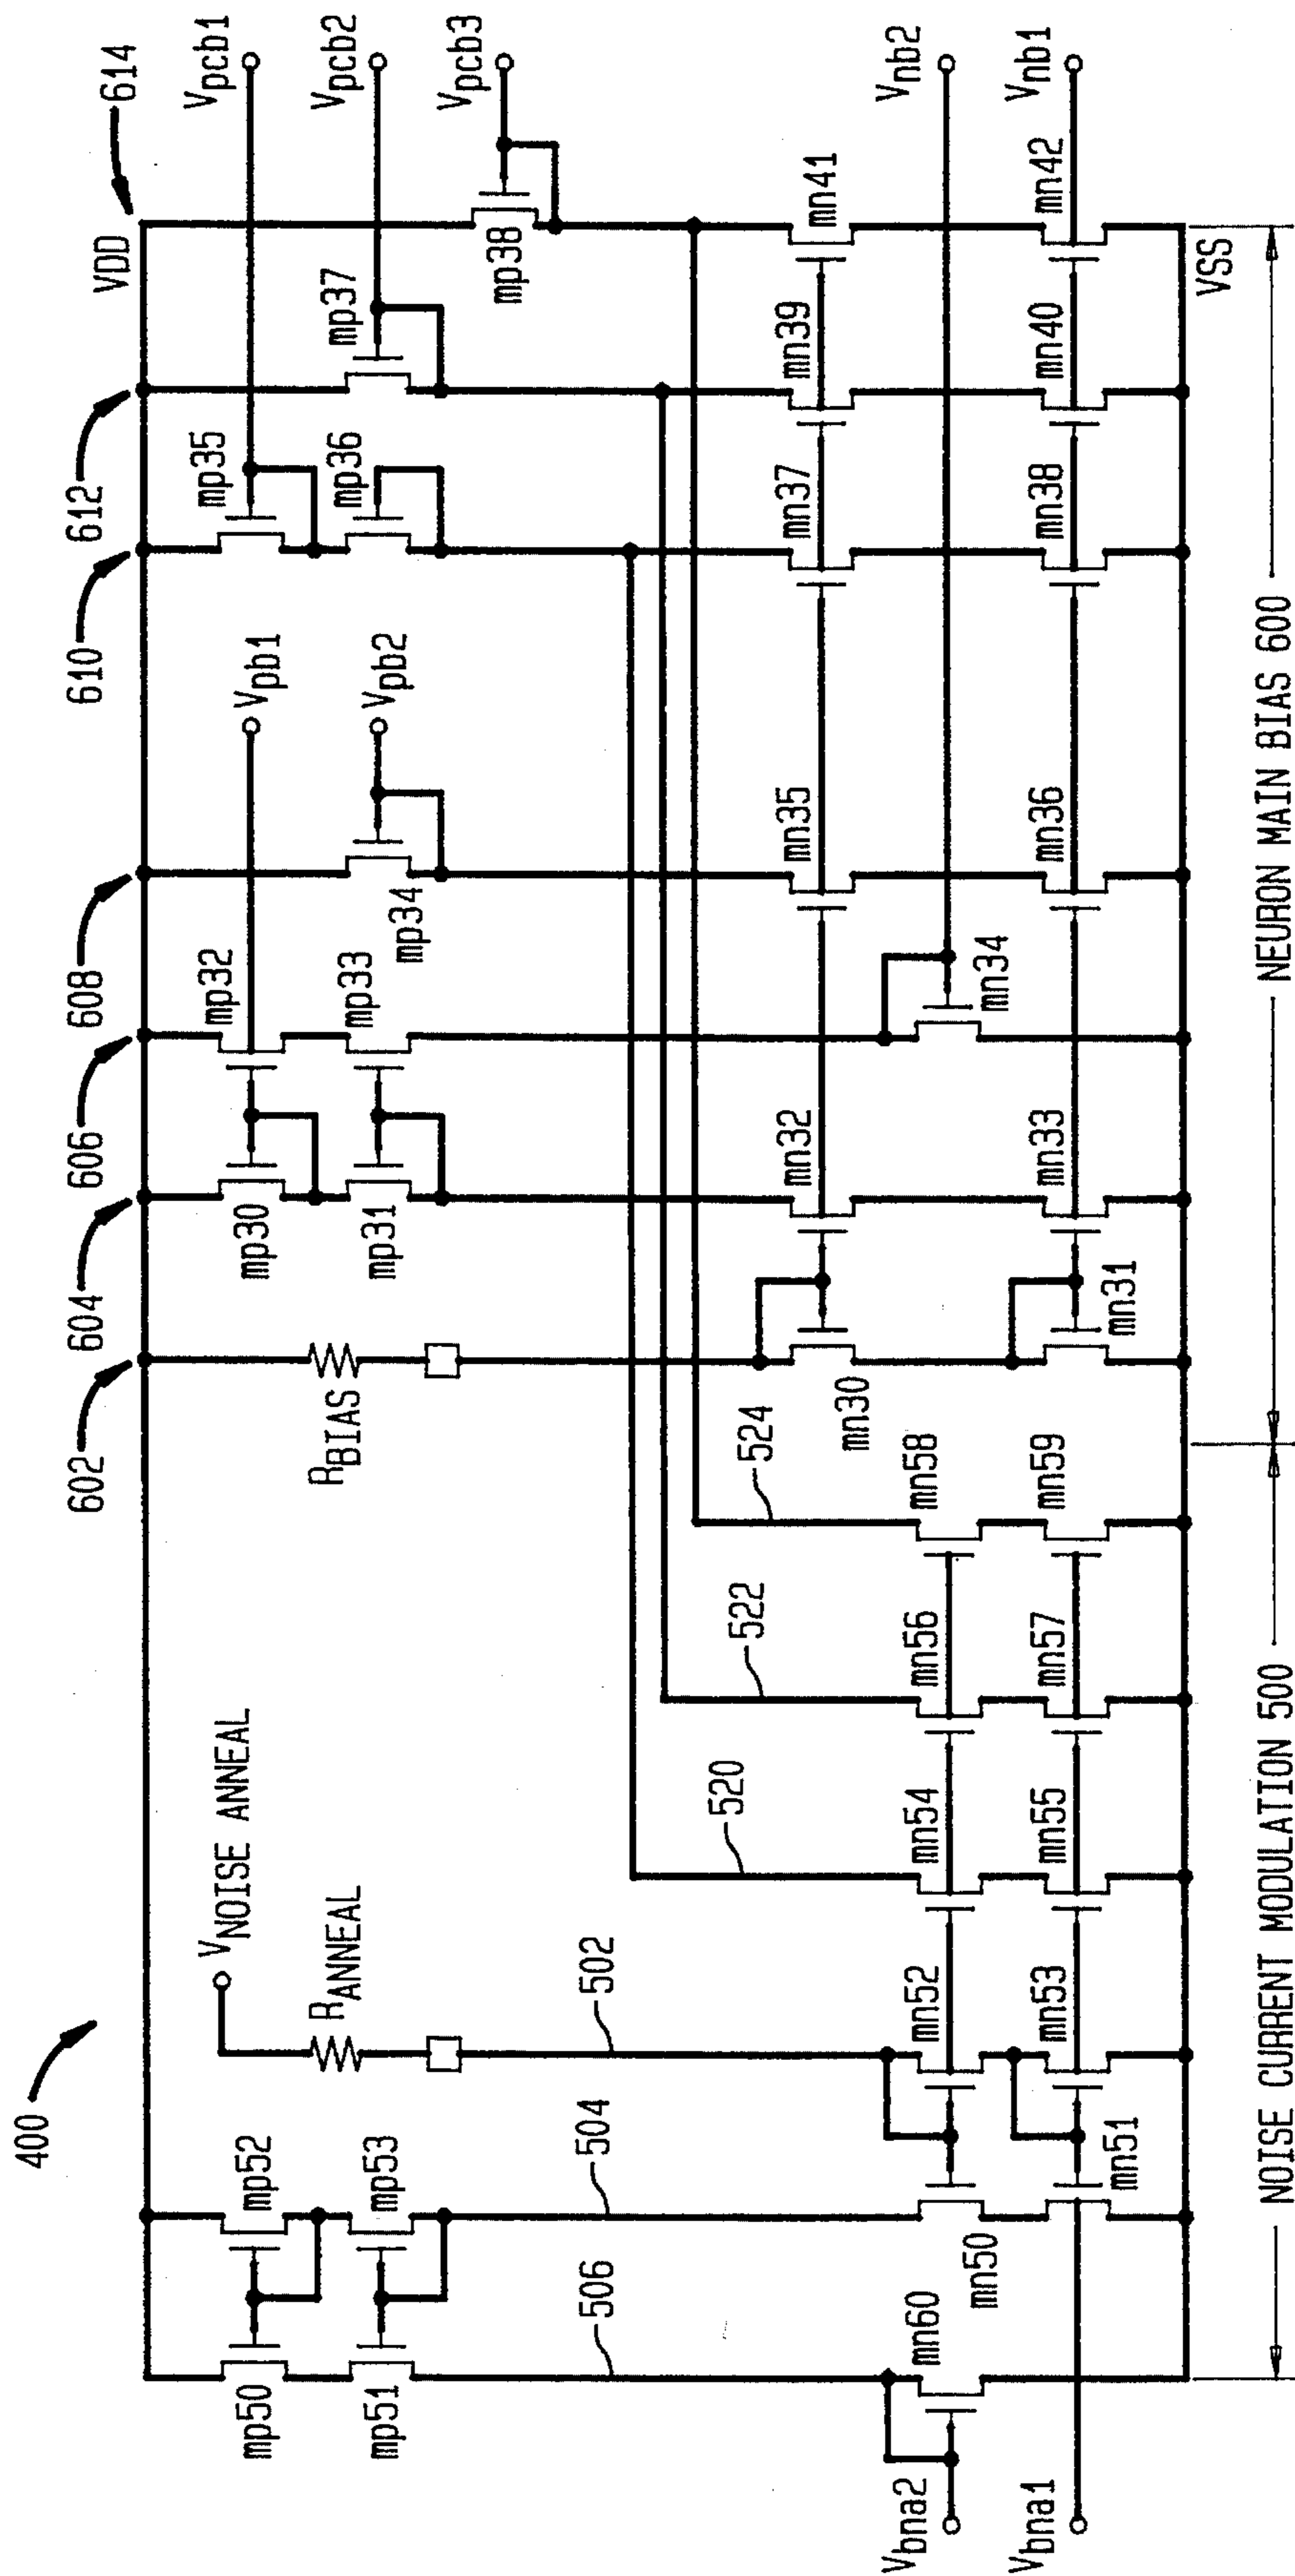 400
602
604
606
608
610
612
614
VDD
Vpcb1
Vpcb2
Vpcb3
Vpb1
Vpb2
VNOISE ANNEAL
RANNEAL
RBIAS
mp50
mp52
mp51
mp53
mp30
mp32
mp31
mp33
mp34
mp35
mp36
mp37
mp38
506
504
502
520
522
524
mn30
mn32
mn35
mn37
mn39
mn41
Vnb2
Vbna2
mn60
mn50
mn52
mn54
mn56
mn58
mn34
Vbna1
mn51
mn53
mn55
mn57
mn59
mn31
mn33
mn36
mn38
mn40
mn42
Vnb1
VSS
NOISE CURRENT MODULATION 500
NEURON MAIN BIAS 600